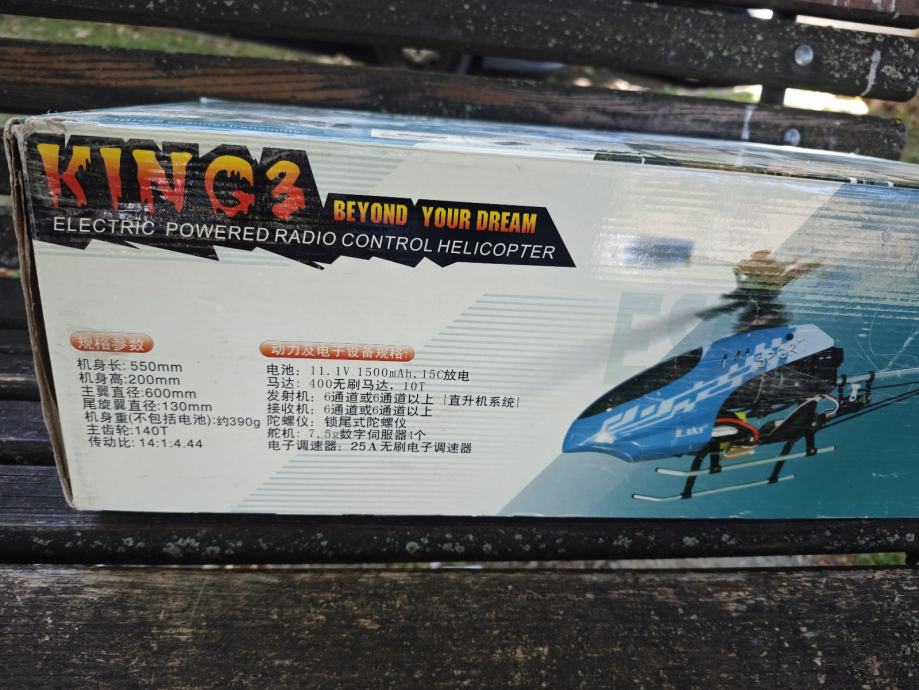 KING3
BEYOND YOUR DREAM
ELECTRIC POWERED RADIO CONTROL HELICOPTER
规格参数
机身长: 550mm
机身高: 200mm
主翼直径: 600mm
尾旋翼直径: 130mm
机身重(不包括电池): 约390g
主齿轮: 140T
传动比: 14:1:4.44
动力及电子设备规格:
电池: 11.1V 1500mAh, 15C放电
马达: 400无刷马达, 10T
发射机: 6通道或6通道以上 [直升机系统]
接收机: 6通道或6通道以上
陀螺仪: 锁尾式陀螺仪
舵机: 7.5g数字伺服器4个
电子调速器: 25A无刷电子调速器
ES
SPORT
E_SKY